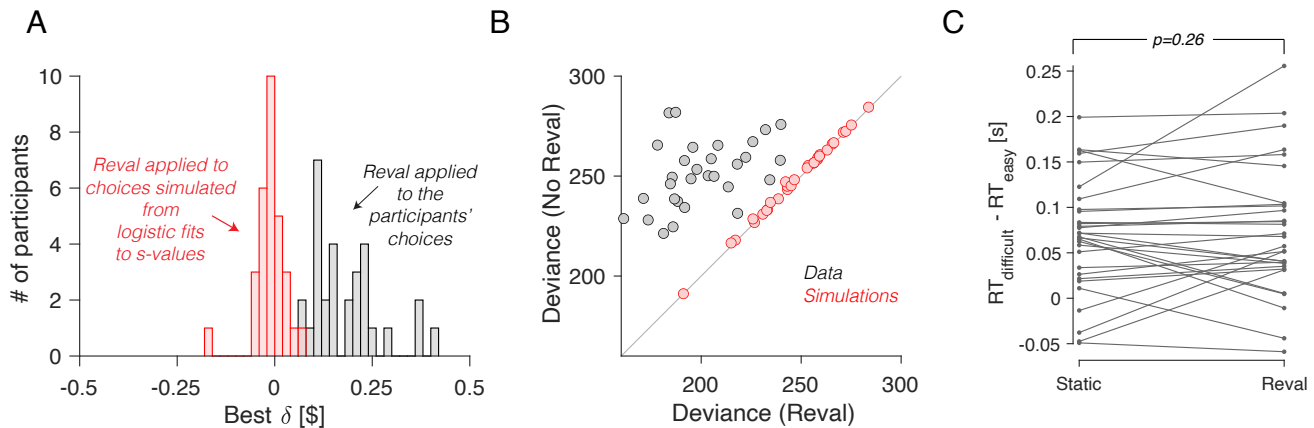 A
10
8
6
4
2
0
# of participants
Reval applied to
choices simulated
from
logistic fits
to s-values
Reval applied
to the
participants'
choices
-0.5
-0.25
0
0.25
0.5
Best δ [$]
B
300
250
200
Deviance (No Reval)
Data
Simulations
200
250
300
Deviance (Reval)
C
p=0.26
0.25
0.2
0.15
0.1
0.05
0
-0.05
RTdifficult - RTeasy [s]
Static
Reval